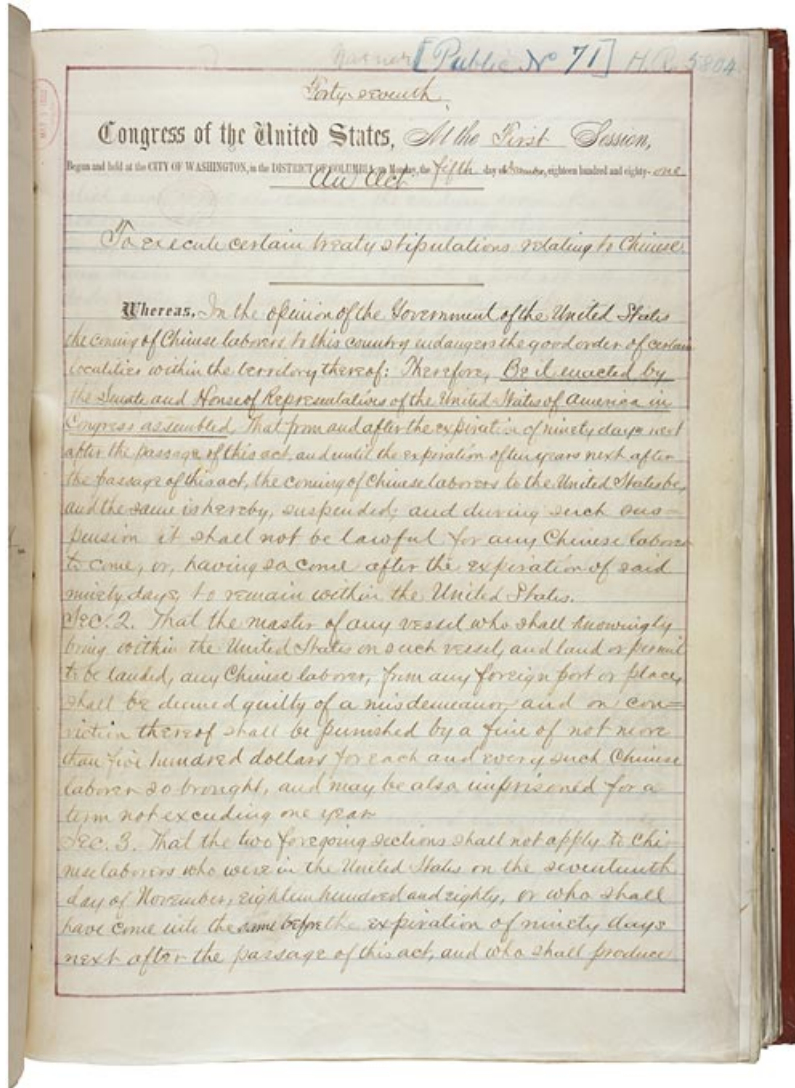 [Public No 71] H.R. 5804
Forty-seventh
Congress of the United States, At the First Session,
Begun and held at the CITY OF WASHINGTON, in the DISTRICT OF COLUMBIA, on Monday, the fifth day of December, eighteen hundred and eighty-one
An Act
To execute certain treaty stipulations relating to Chinese.
Whereas, In the opinion of the Government of the United States
the coming of Chinese laborers to this country endangers the good order of certain
localities within the territory thereof: Therefore, Be it enacted by
the Senate and House of Representatives of the United States of America in
Congress assembled, That from and after the expiration of ninety days next
after the passage of this act, and until the expiration of ten years next after
the passage of this act, the coming of Chinese laborers to the United States be,
and the same is hereby, suspended; and during such sus-
pension it shall not be lawful for any Chinese laborer
to come, or, having so come after the expiration of said
ninety days, to remain within the United States.
Sec. 2. That the master of any vessel who shall knowingly
bring within the United States on such vessel, and land or permit
to be landed, any Chinese laborer, from any foreign port or place,
shall be deemed guilty of a misdemeanor, and on con=
viction thereof shall be punished by a fine of not more
than five hundred dollars for each and every such Chinese
laborer so brought, and may be also imprisoned for a
term not exceeding one year.
Sec. 3. That the two foregoing sections shall not apply to Chi-
nese laborers who were in the United States on the seventeenth
day of November, eighteen hundred and eighty, or who shall
have come into the same before the expiration of ninety days
next after the passage of this act, and who shall produce